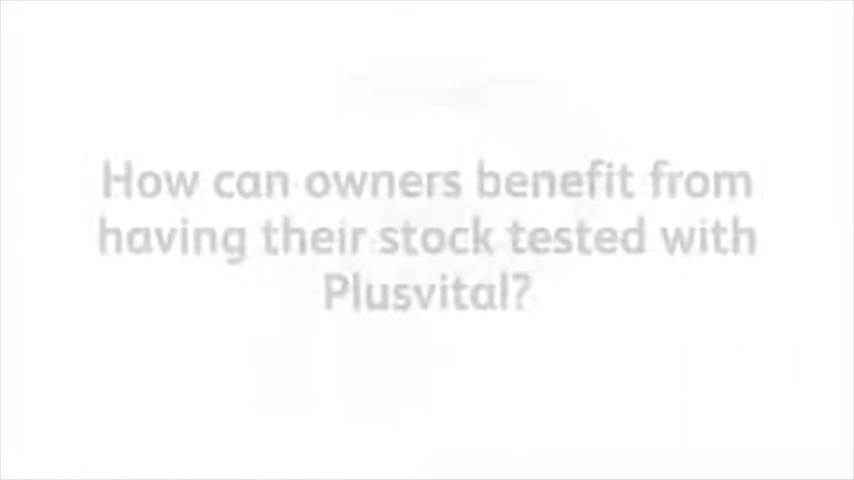 How can owners benefit from
having their stock tested with
Plusvital?